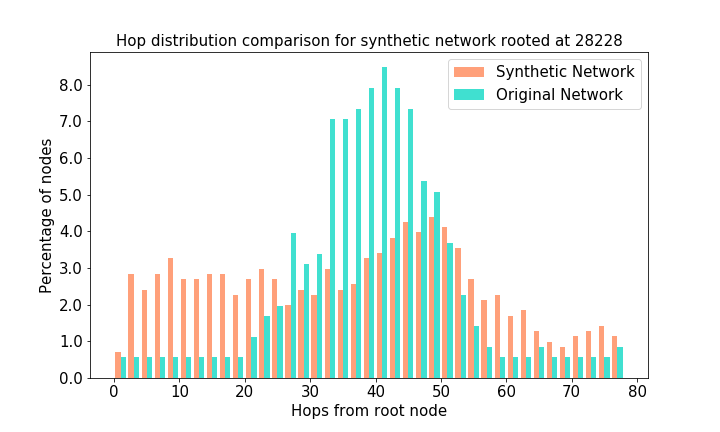 Hop distribution comparison for synthetic network rooted at 28228
Synthetic Network
Original Network
Percentage of nodes
8.0
7.0
6.0
5.0
4.0
3.0
2.0
1.0
0.0
0 10 20 30 40 50 60 70 80
Hops from root node